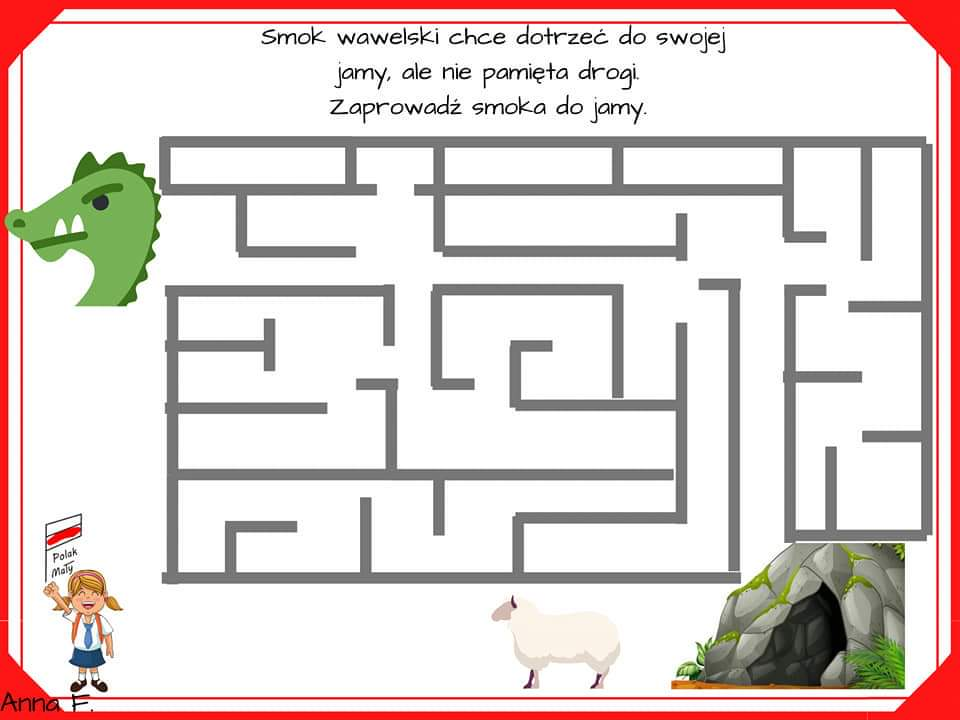 Smok wawelski chce dotrzeć do swojej
jamy, ale nie pamięta drogi.
Zaprowadź smoka do jamy.
Polak
Mały
Anna F.